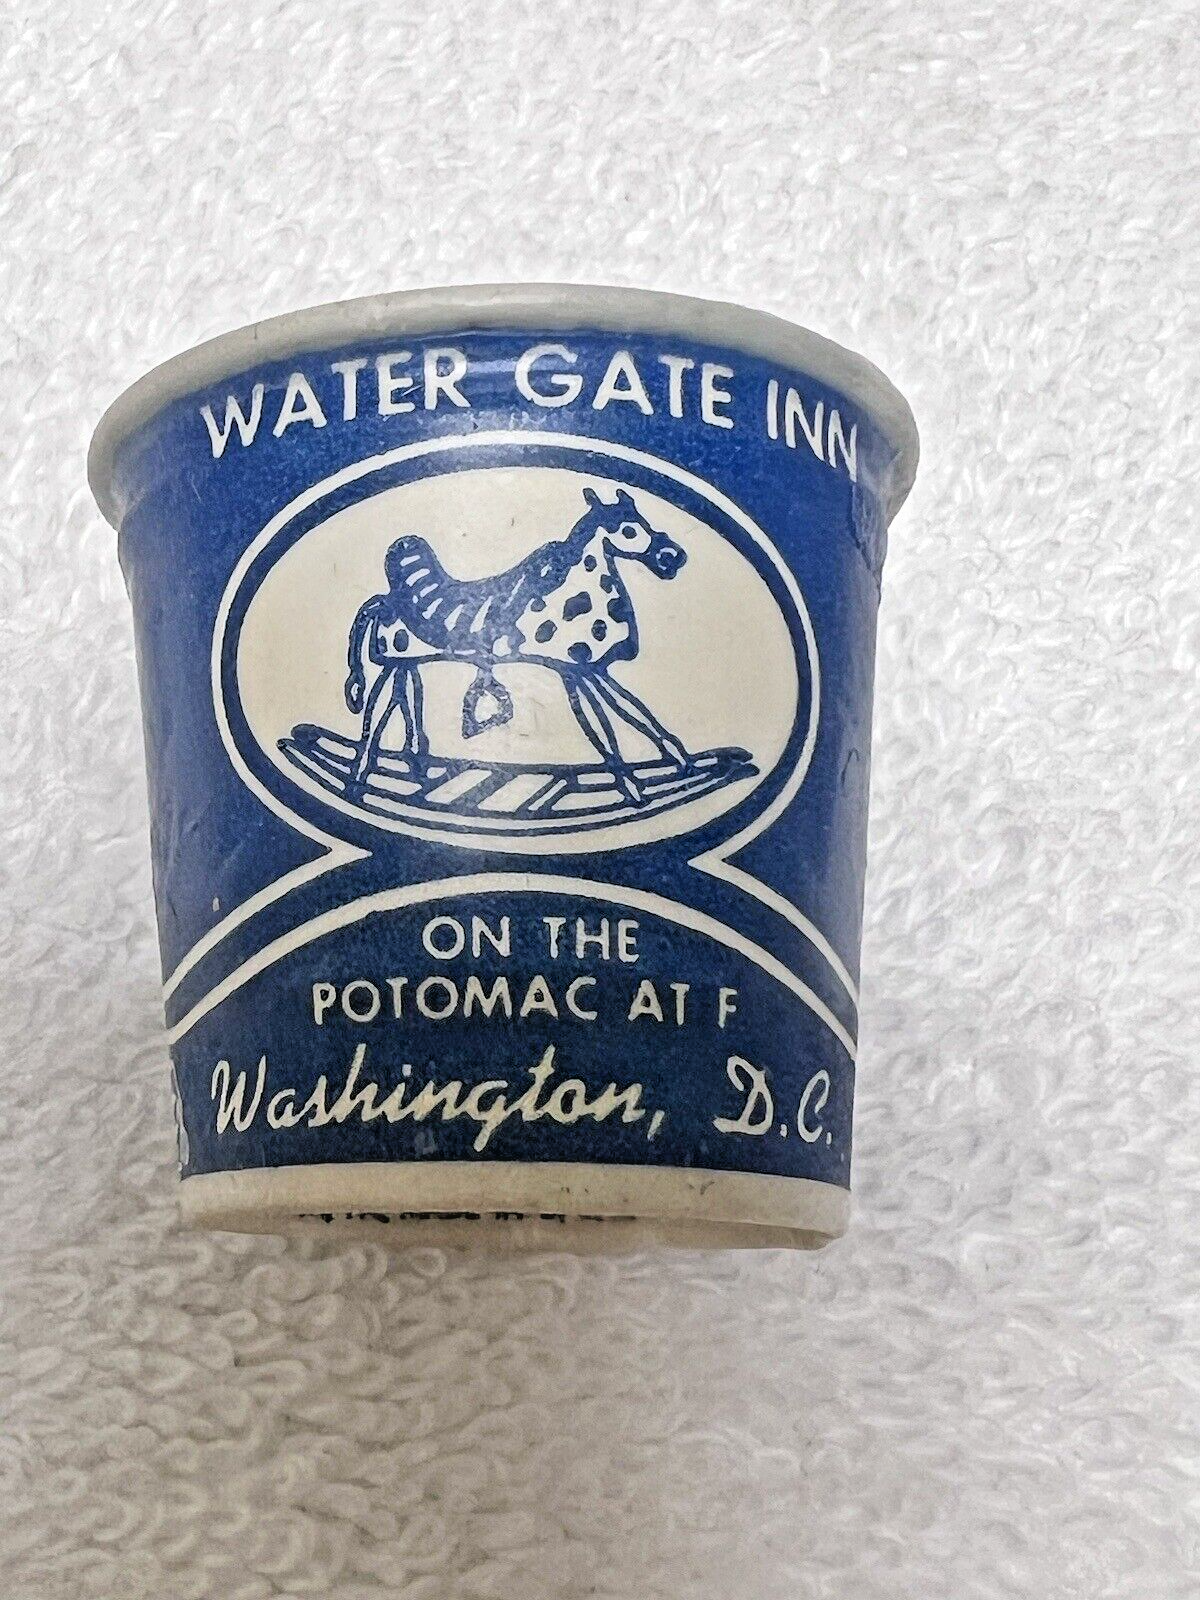 WATER GATE INN
ON THE
POTOMAC AT F
Washington, D.C.